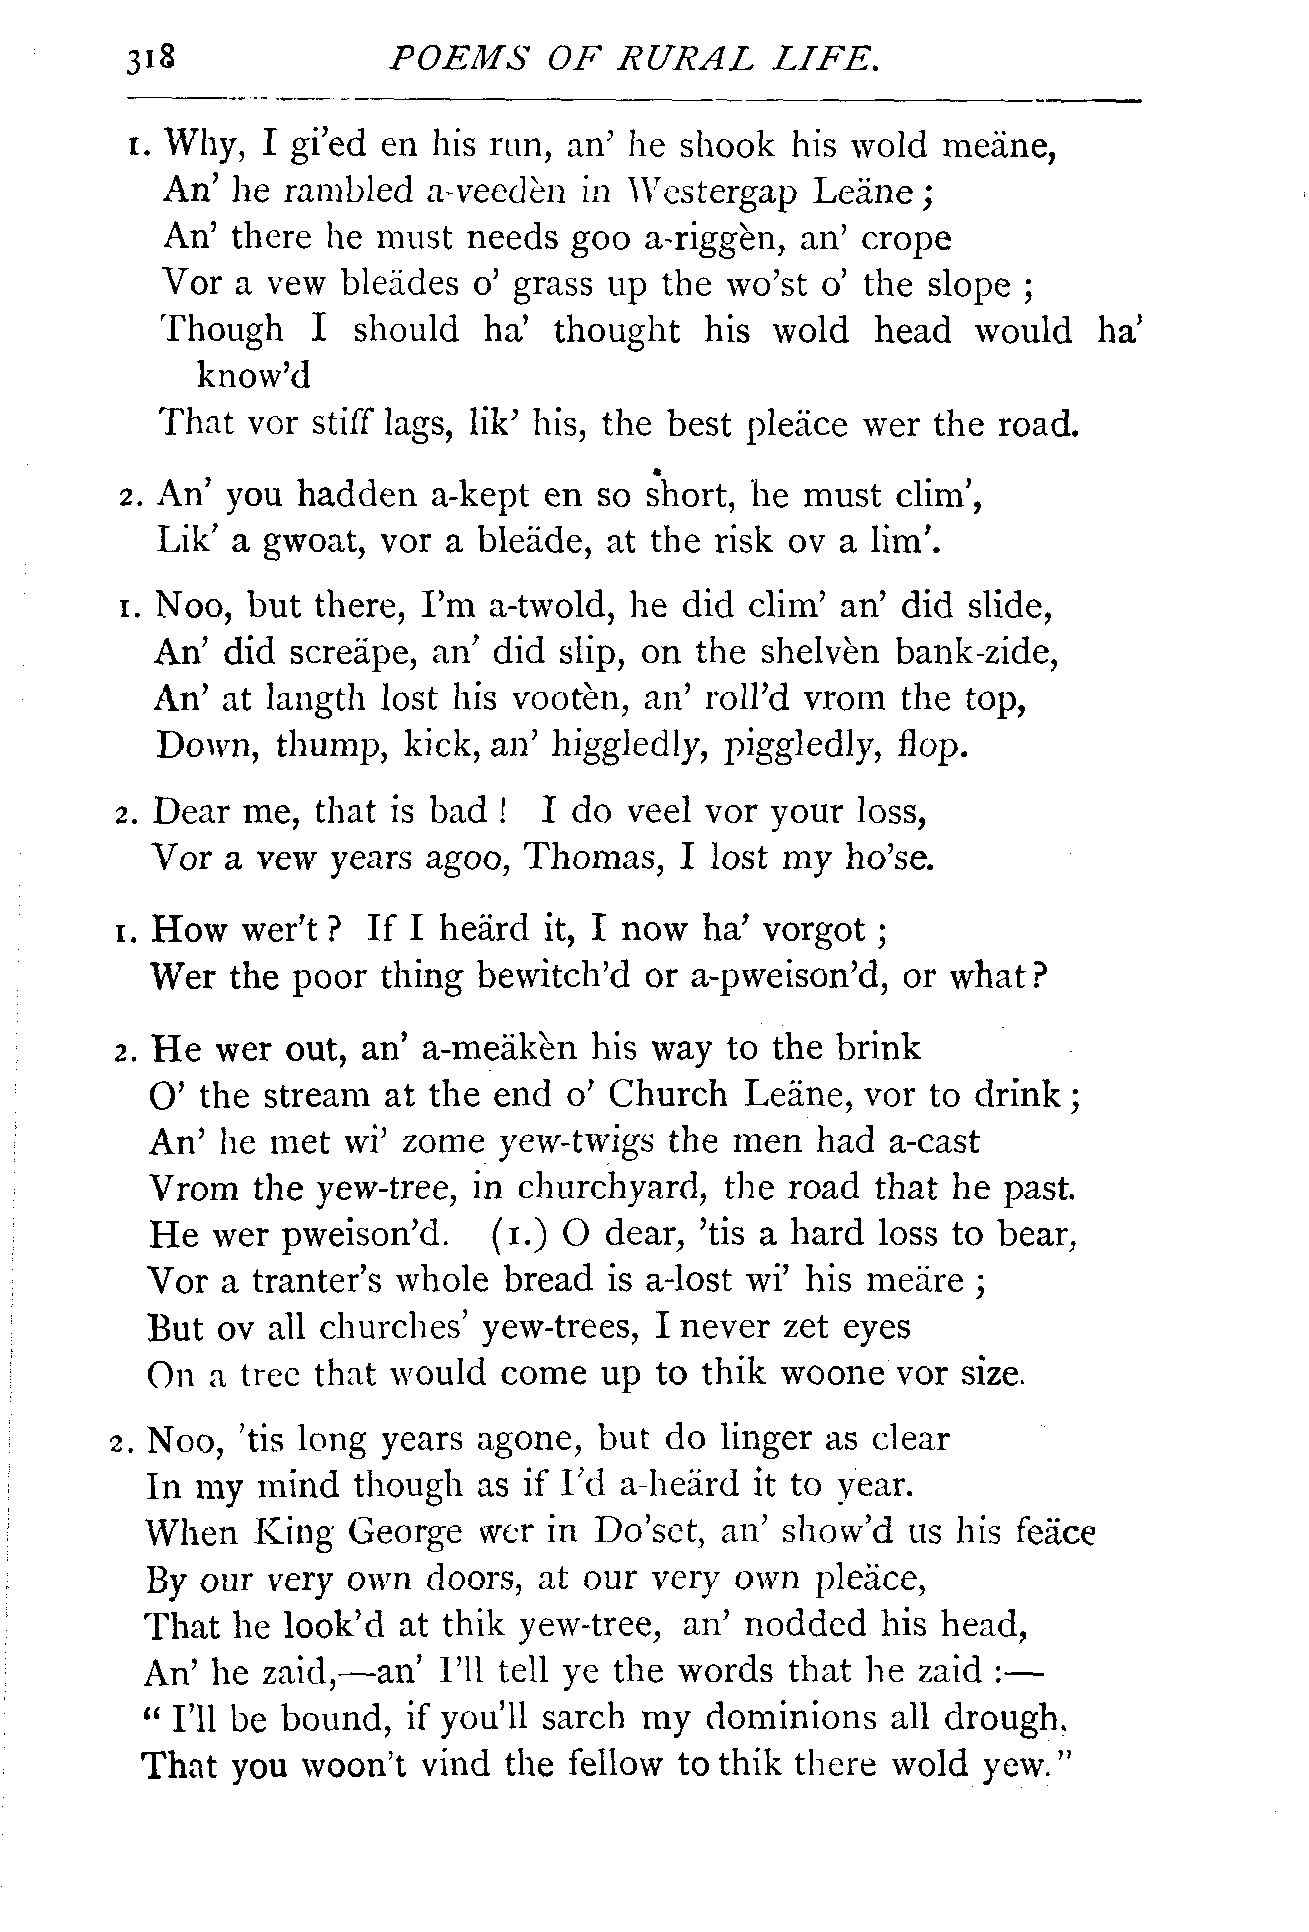 318 POEMS OF RURAL LIFE.
1. Why, I gi'ed en his run, an' he shook his wold meäne,
An' he rambled a-veedèn in Westergap Leäne ;
An' there he must needs goo a-riggèn, an' crope
Vor a vew bleädes o' grass up the wo'st o' the slope ;
Though I should ha' thought his wold head would ha'
know'd
That vor stiff lags, lik' his, the best pleäce wer the road.
2. An' you hadden a-kept en so short, he must clim',
Lik' a gwoat, vor a bleäde, at the risk ov a lim'.
1. Noo, but there, I'm a-twold, he did clim' an' did slide,
An' did screäpe, an' did slip, on the shelvèn bank-zide,
An' at langth lost his vootèn, an' roll'd vrom the top,
Down, thump, kick, an' higgledly, piggledly, flop.
2. Dear me, that is bad ! I do veel vor your loss,
Vor a vew years agoo, Thomas, I lost my ho'se.
1. How wer't ? If I heärd it, I now ha' vorgot ;
Wer the poor thing bewitch'd or a-pweison'd, or what ?
2. He wer out, an' a-meäkèn his way to the brink
O' the stream at the end o' Church Leäne, vor to drink ;
An' he met wi' zome yew-twigs the men had a-cast
Vrom the yew-tree, in churchyard, the road that he past.
He wer pweison'd. (1.) O dear, 'tis a hard loss to bear,
Vor a tranter's whole bread is a-lost wi' his meäre ;
But ov all churches' yew-trees, I never zet eyes
On a tree that would come up to thik woone vor size.
2. Noo, 'tis long years agone, but do linger as clear
In my mind though as if I'd a-heärd it to year.
When King George wer in Do'set, an' show'd us his feäce
By our very own doors, at our very own pleäce,
That he look'd at thik yew-tree, an' nodded his head,
An' he zaid,—an' I'll tell ye the words that he zaid :—
" I'll be bound, if you'll sarch my dominions all drough.
That you woon't vind the fellow to thik there wold yew."